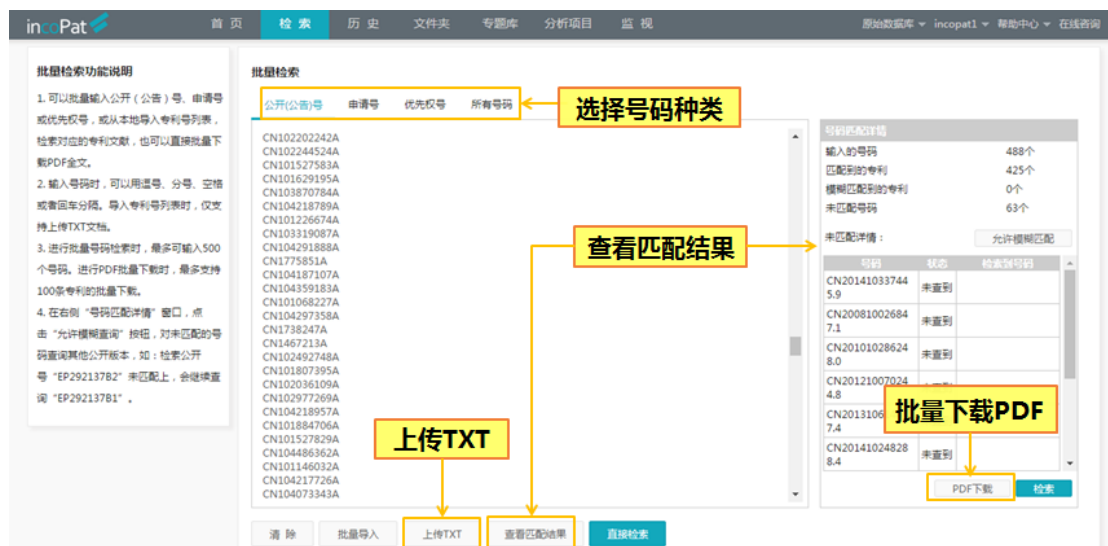 incoPat
首 页
检 索
历 史
文件夹
专题库
分析项目
监 视
原始数据库
incopat1
帮助中心
在线咨询
批量检索功能说明
1. 可以批量输入公开（公告）号、申请号
或优先权号，或从本地导入专利号列表，
检索对应的专利文献，也可以直接批量下
载PDF全文。
2. 输入号码时，可以用逗号、分号、空格
或者回车分隔。导入专利号列表时，仅支
持上传TXT文档。
3. 进行批量号码检索时，最多可输入500
个号码。进行PDF批量下载时，最多支持
100条专利的批量下载。
4. 在右侧“号码匹配详情”窗口，点
击“允许模糊查询”按钮，对未匹配的号
码查询其他公开版本，如：检索公开
号“EP292137B2”未匹配上，会继续查
询“EP292137B1”。
批量检索
公开(公告)号
申请号
优先权号
所有号码
选择号码种类
CN102202242A
CN102244524A
CN101527583A
CN101629195A
CN103870784A
CN104218789A
CN101226674A
CN103319087A
CN104291888A
CN1775851A
CN104187107A
CN104359183A
CN101068227A
CN104297358A
CN1738247A
CN1467213A
CN102492748A
CN101807395A
CN102036109A
CN102977269A
CN104218957A
CN101884706A
CN101527829A
CN104486362A
CN101146032A
CN104217726A
CN104073343A
查看匹配结果
上传TXT
清 除
批量导入
上传TXT
查看匹配结果
直接检索
号码匹配详情
输入的号码 488个
匹配到的专利 425个
模糊匹配到的专利 0个
未匹配号码 63个
未匹配详情：
允许模糊匹配
号码 状态 检索到号码
CN20141033744
5.9 未查到
CN20081002684
7.1 未查到
CN20101028624
8.0 未查到
CN20121007024
4.8
CN201310
7.4
批量下载PDF
CN20141024828
8.4 未查到
PDF下载
检索